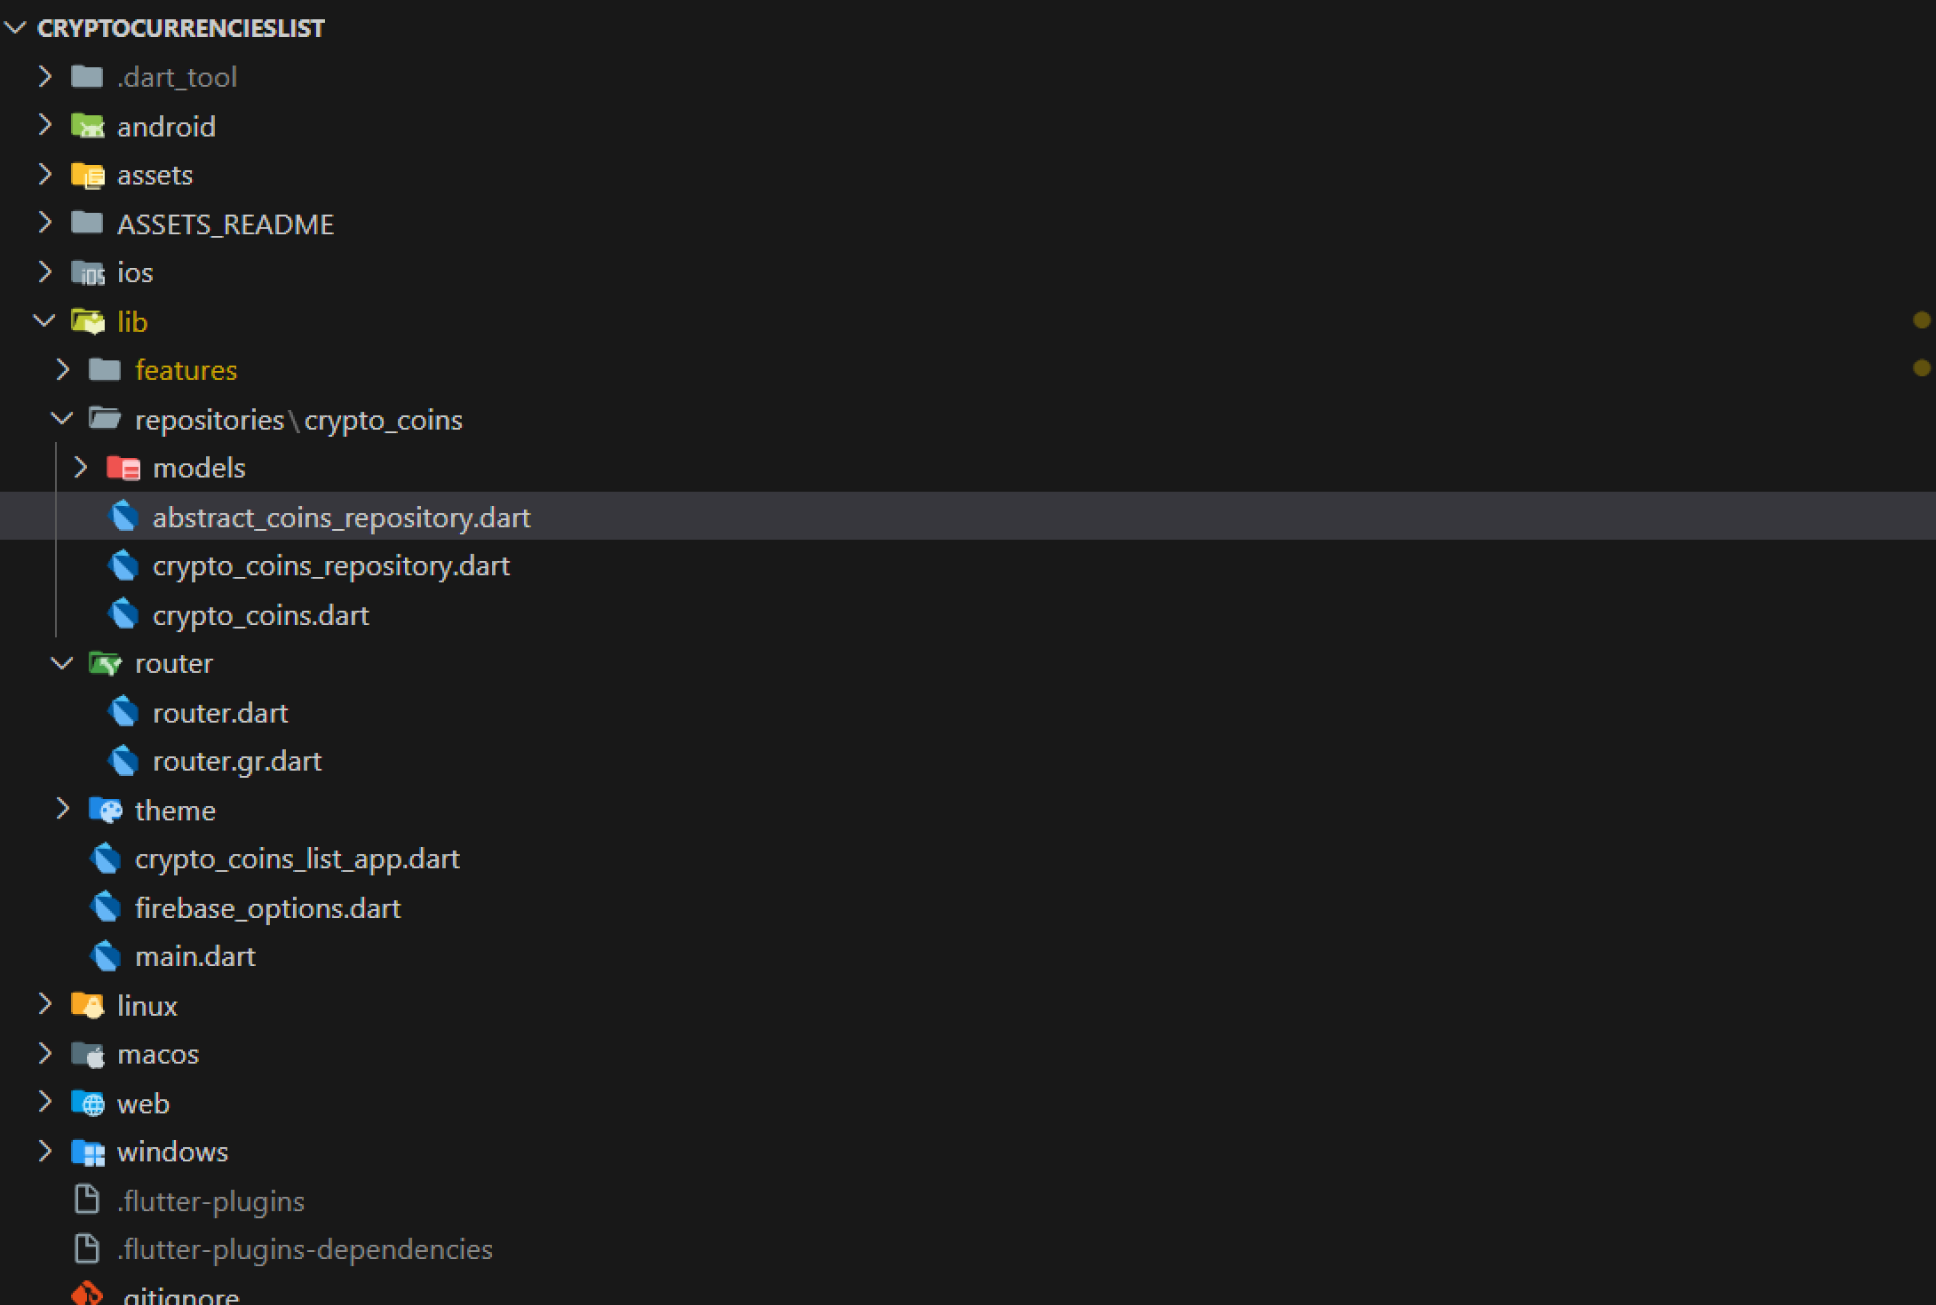 CRYPTOCURRENCIESLIST
.dart_tool
android
assets
ASSETS_README
iOS ios
lib
features
repositories\crypto_coins
models
abstract_coins_repository.dart
crypto_coins_repository.dart
crypto_coins.dart
router
router.dart
router.gr.dart
theme
crypto_coins_list_app.dart
firebase_options.dart
main.dart
linux
macos
web
windows
.flutter-plugins
.flutter-plugins-dependencies
.gitignore